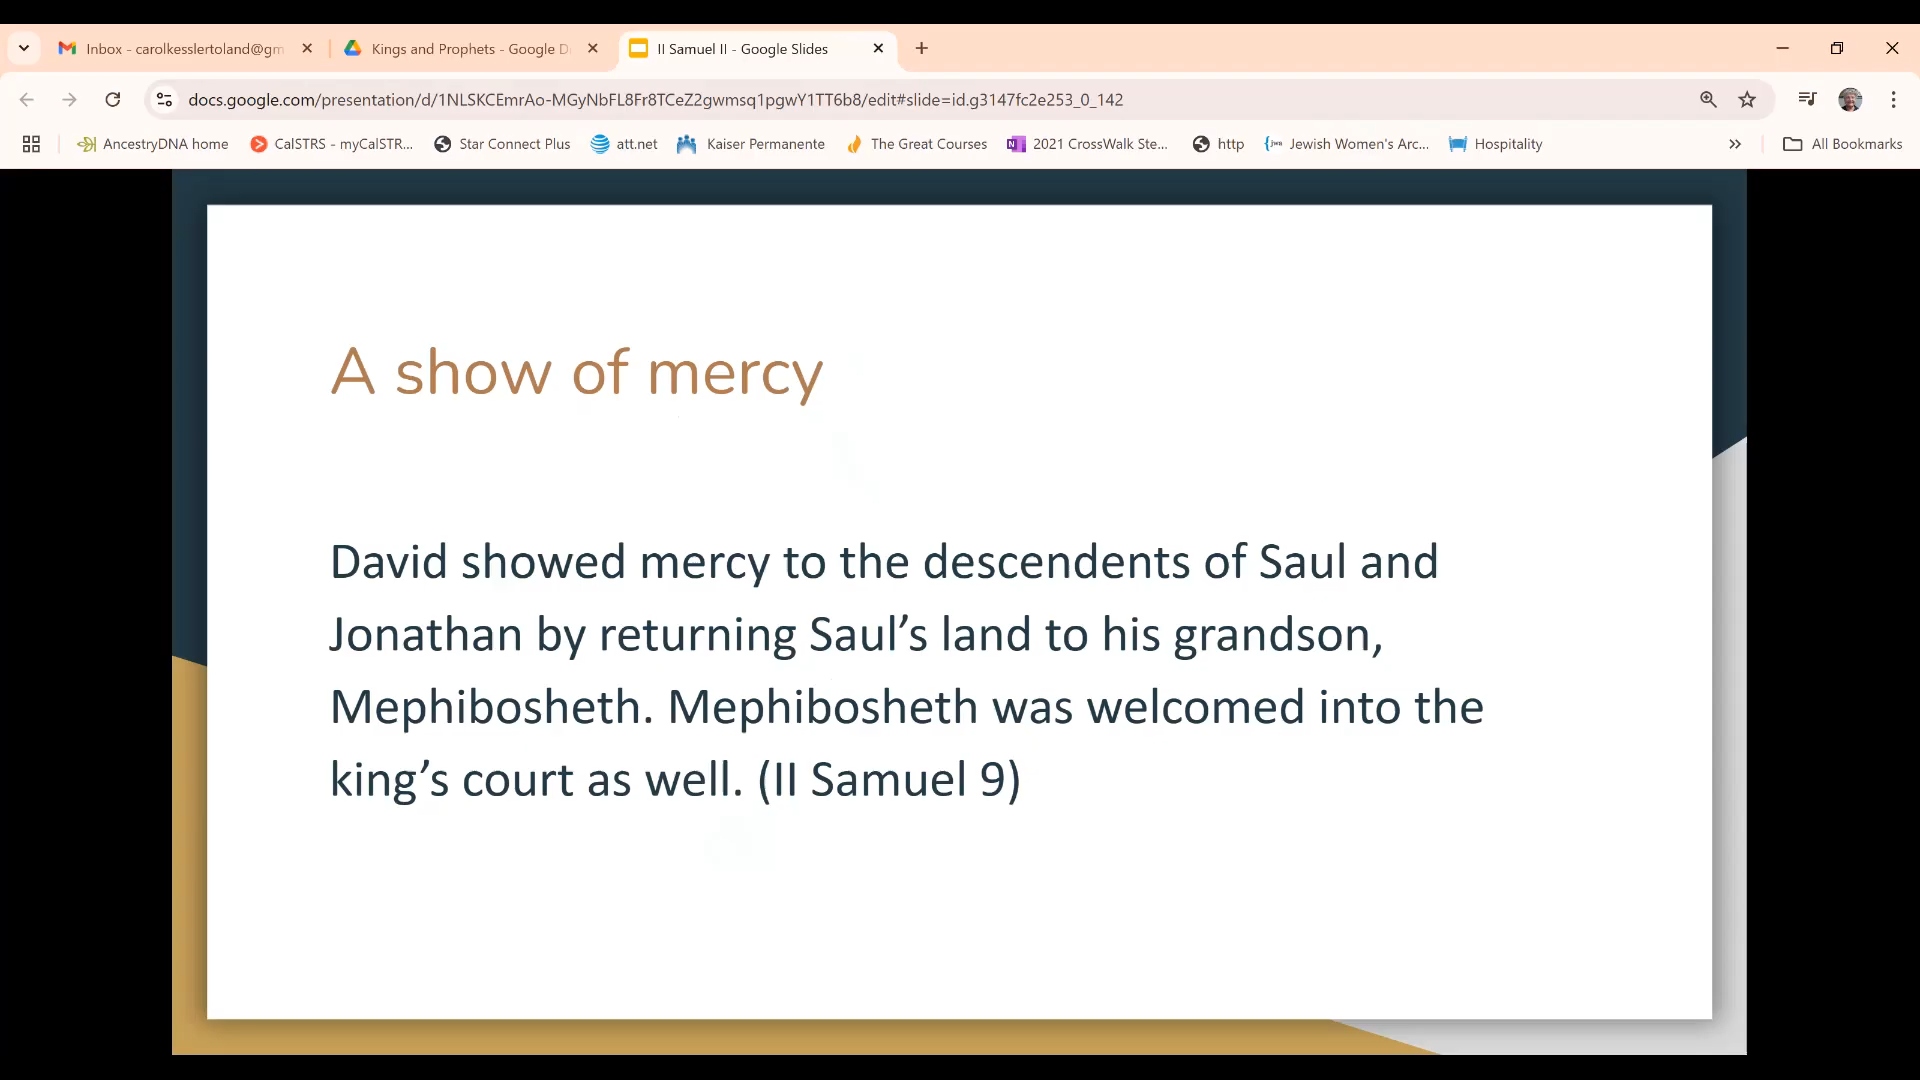 Inbox - carolkesslertoland@gm
Kings and Prophets - Google D
II Samuel II - Google Slides
docs.google.com/presentation/d/1NLSKCEmrAo-MGyNbFL8Fr8TCeZ2gwmsq1pgwY1TT6b8/edit#slide=id.g3147fc2e253_0_142
AncestryDNA home
CalSTRS - myCalSTR...
Star Connect Plus
att.net
Kaiser Permanente
The Great Courses
2021 CrossWalk Ste...
http
Jewish Women's Arc...
Hospitality
All Bookmarks
A show of mercy
David showed mercy to the descendents of Saul and
Jonathan by returning Saul’s land to his grandson,
Mephibosheth. Mephibosheth was welcomed into the
king’s court as well. (II Samuel 9)